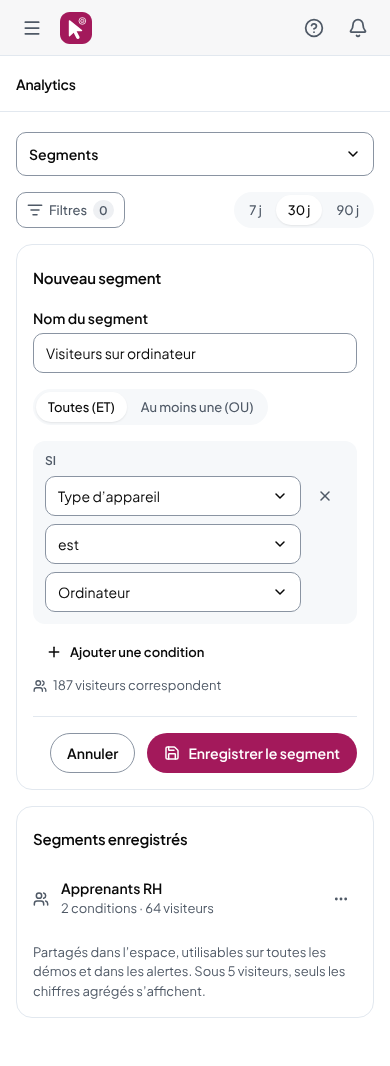 Analytics
Segments
Filtres 0
7 j 30 j 90 j
Nouveau segment
Nom du segment
Visiteurs sur ordinateur
Toutes (ET) Au moins une (OU)
SI
Type d'appareil
est
Ordinateur
Ajouter une condition
187 visiteurs correspondent
Annuler Enregistrer le segment
Segments enregistrés
Apprenants RH
2 conditions · 64 visiteurs
Partagés dans l'espace, utilisables sur toutes les
démos et dans les alertes. Sous 5 visiteurs, seuls les
chiffres agrégés s'affichent.